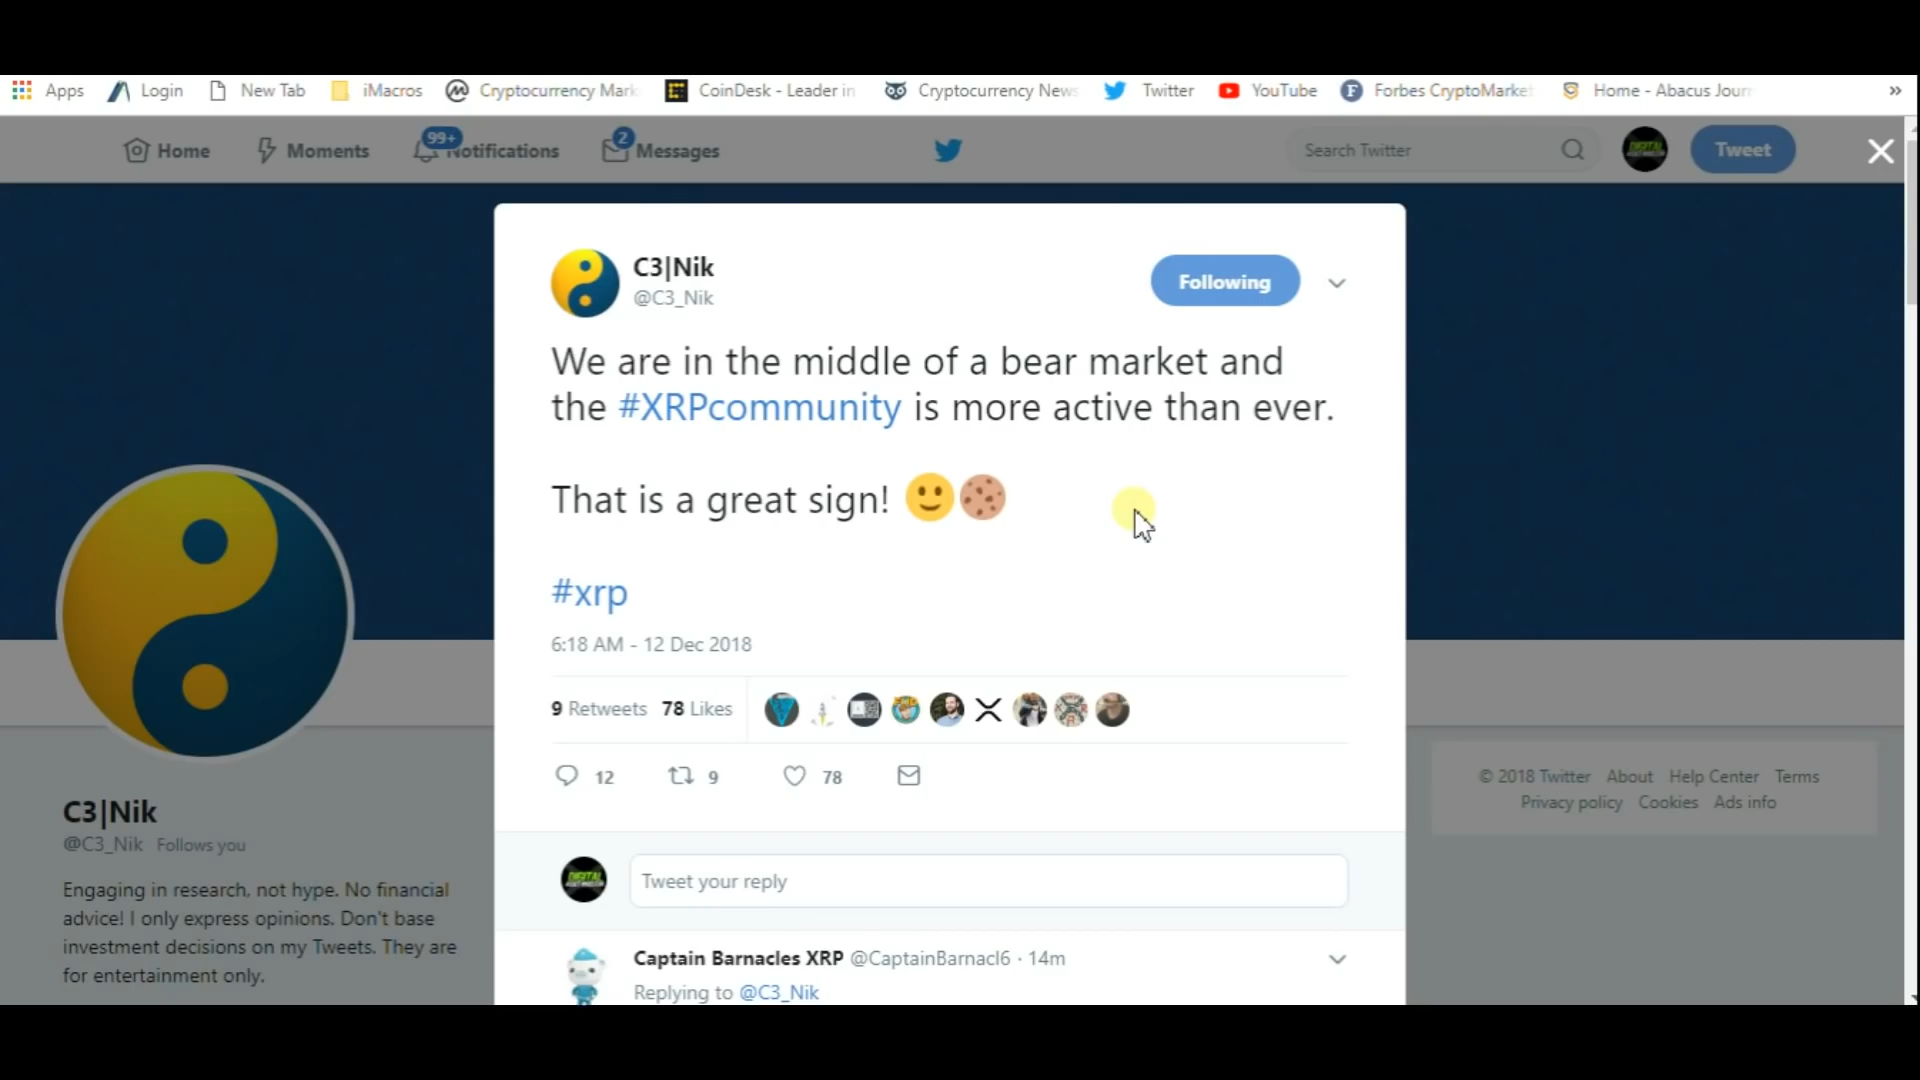 Apps Login New Tab iMacros Cryptocurrency Mark CoinDesk - Leader in Cryptocurrency News Twitter YouTube Forbes CryptoMarket Home - Abacus Journ »
Home Moments 99+ Notifications 2 Messages Search Twitter Tweet
C3|Nik
@C3_Nik
Following
We are in the middle of a bear market and
the #XRPcommunity is more active than ever.
That is a great sign!
#xrp
6:18 AM - 12 Dec 2018
9 Retweets 78 Likes
12 9 78
Tweet your reply
Captain Barnacles XRP @CaptainBarnacl6 · 14m
Replying to @C3_Nik
C3|Nik
@C3_Nik Follows you
Engaging in research, not hype. No financial
advice! I only express opinions. Don't base
investment decisions on my Tweets. They are
for entertainment only.
© 2018 Twitter About Help Center Terms
Privacy policy Cookies Ads info